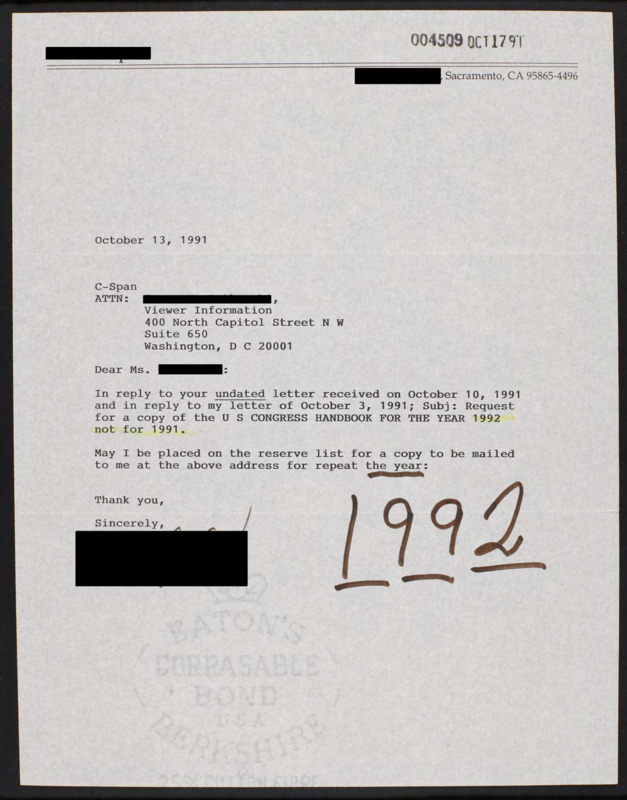 004509 OCT 17 91
, Sacramento, CA 95865-4496
October 13, 1991
C-Span
ATTN: ,
Viewer Information
400 North Capitol Street N W
Suite 650
Washington, D C 20001
Dear Ms. :
In reply to your undated letter received on October 10, 1991
and in reply to my letter of October 3, 1991; Subj: Request
for a copy of the U S CONGRESS HANDBOOK FOR THE YEAR 1992
not for 1991.
May I be placed on the reserve list for a copy to be mailed
to me at the above address for repeat the year:
1992
Thank you,
Sincerely,
EATON'S
CORRASABLE
BOND
USA
BERKSHIRE
25% COTTON FIBRE